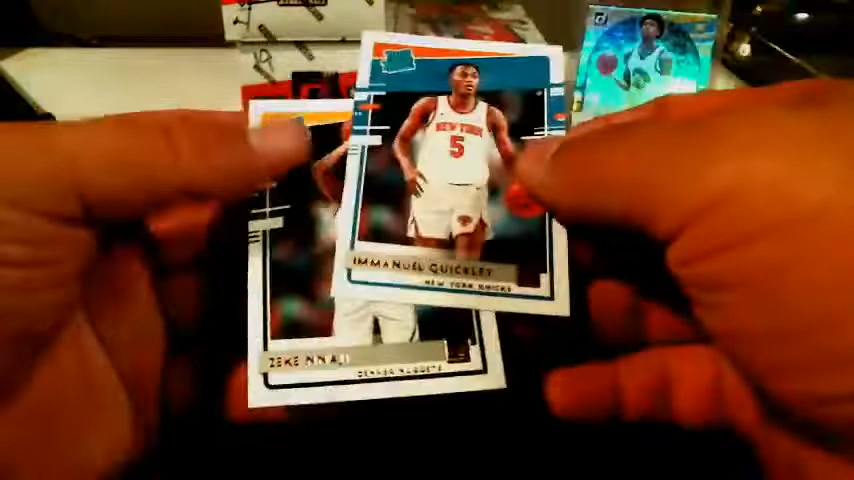 NEW YORK
5
IMMANUEL QUICKLEY
NEW YORK KNICKS
ZEKE NNAJI
DENVER NUGGETS